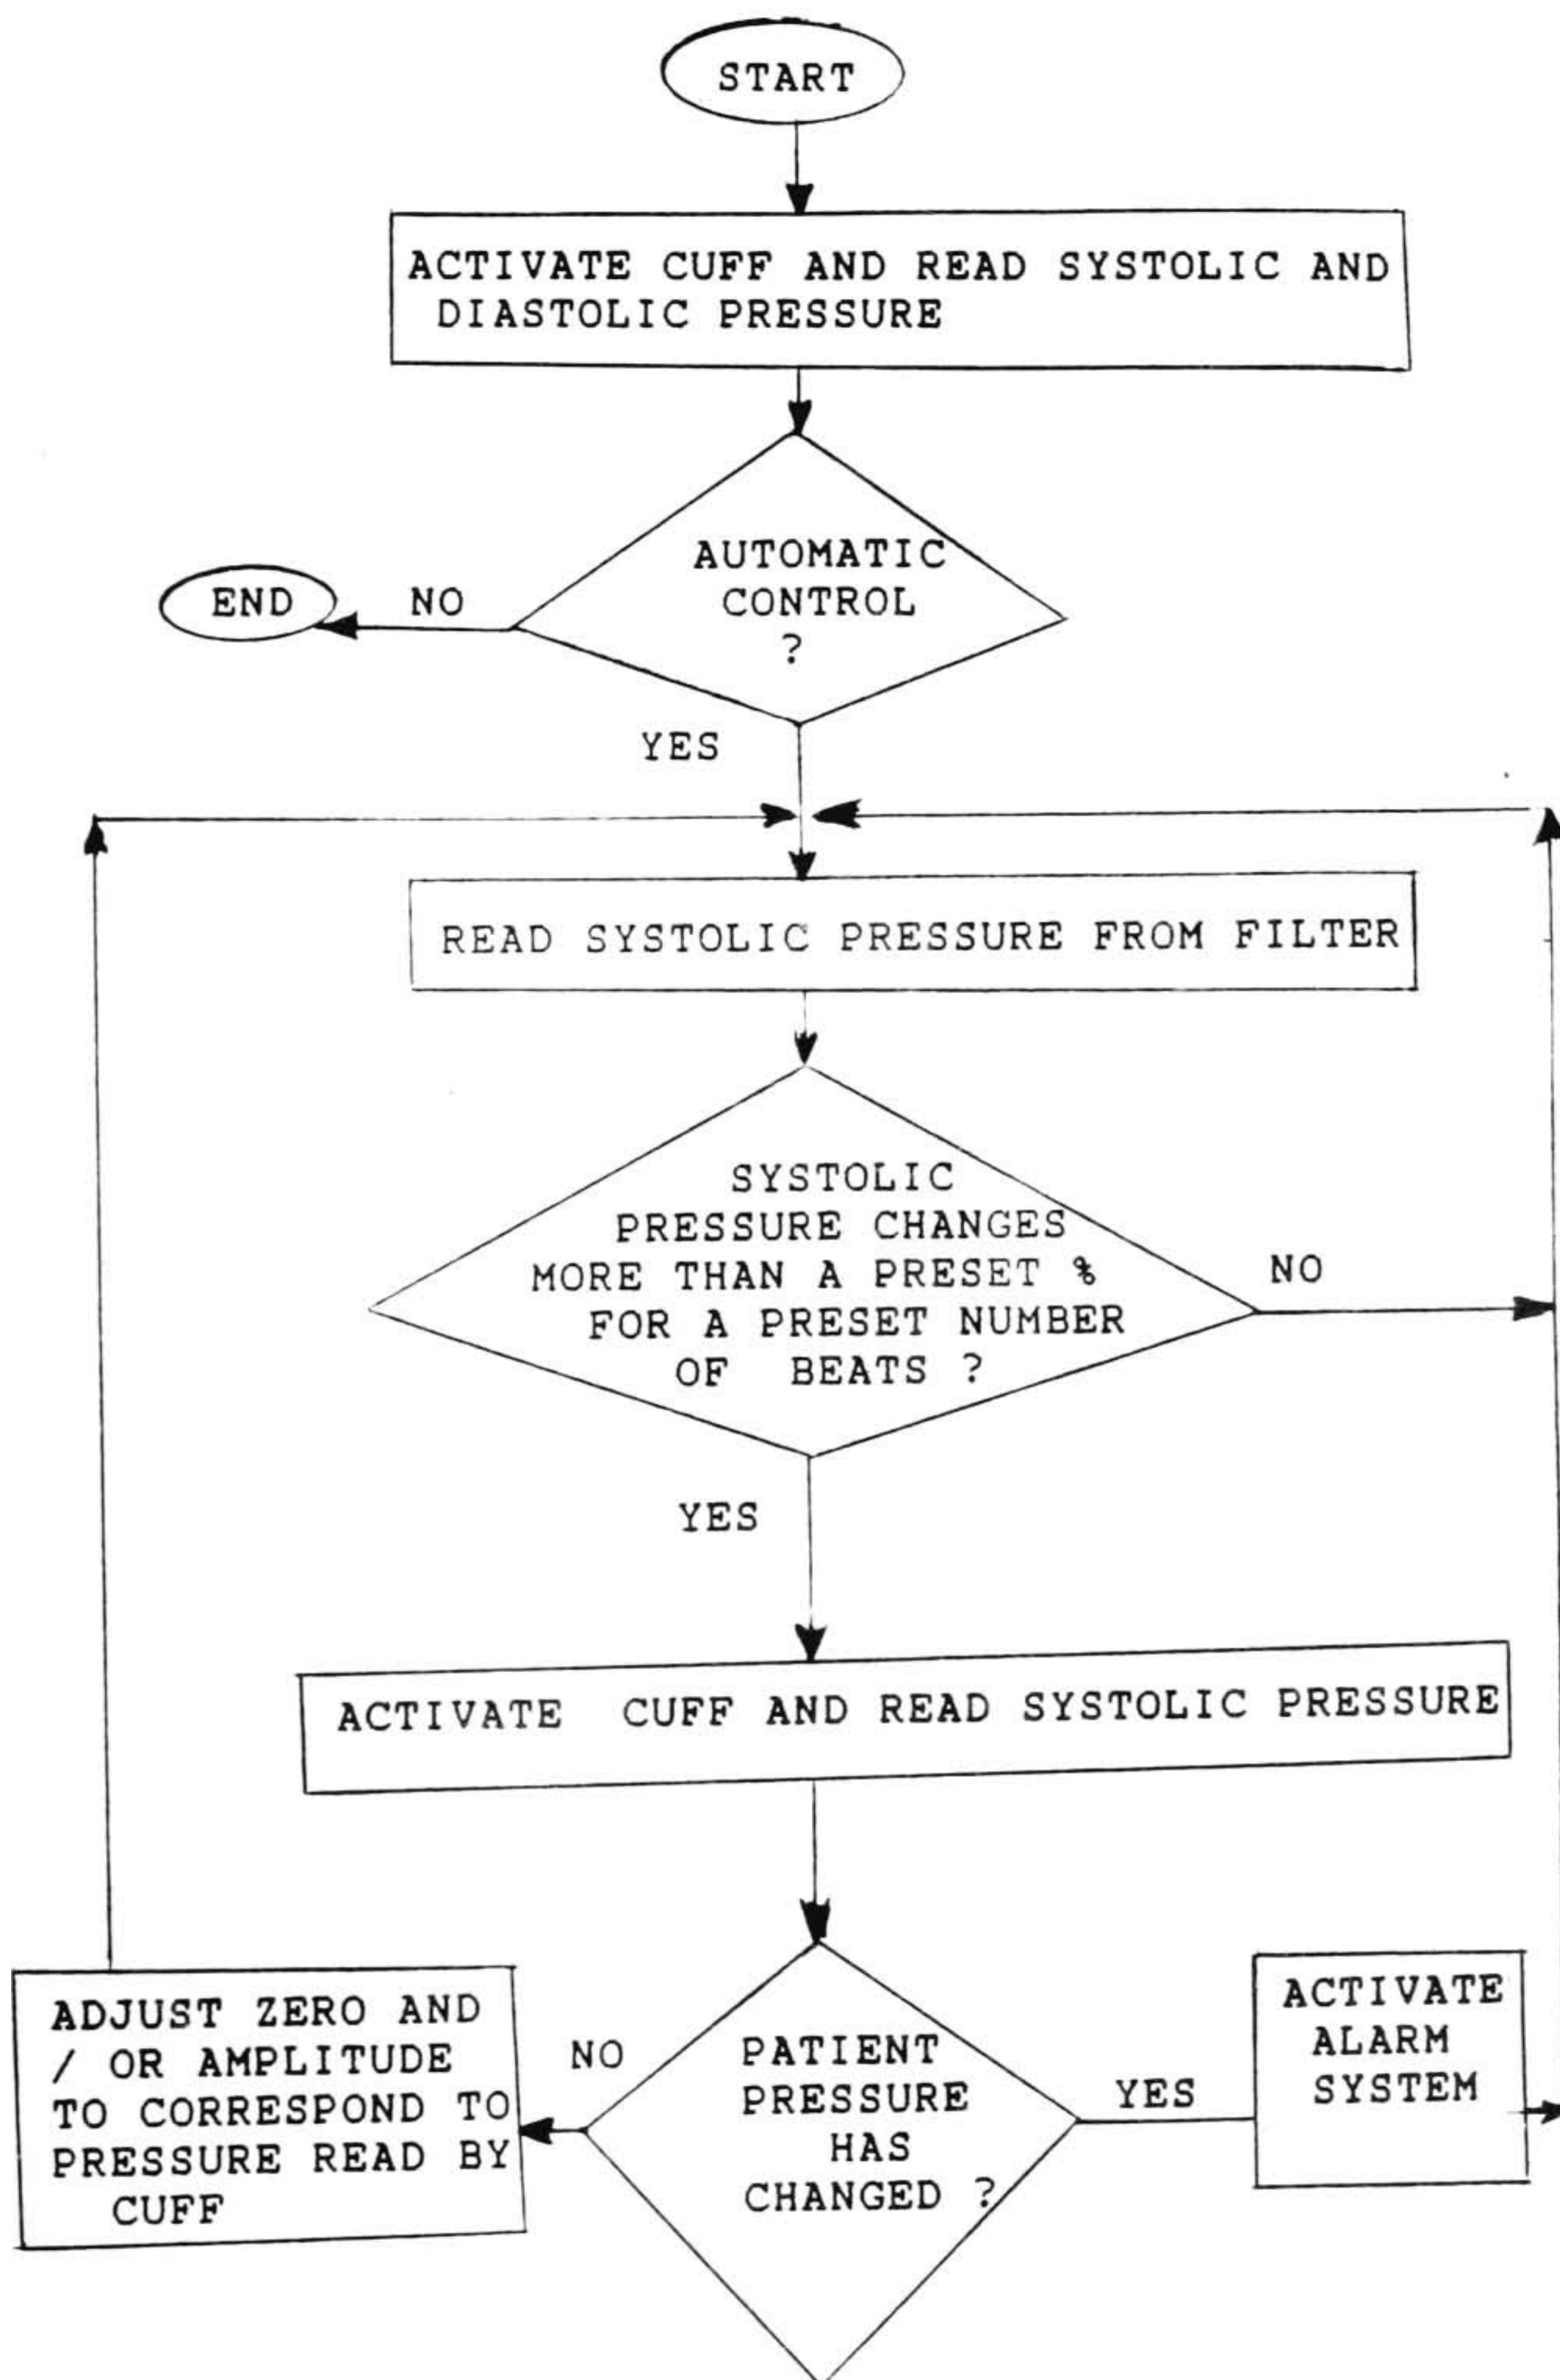 START
ACTIVATE CUFF AND READ SYSTOLIC AND
DIASTOLIC PRESSURE
AUTOMATIC
CONTROL
?
NO
END
YES
READ SYSTOLIC PRESSURE FROM FILTER
SYSTOLIC
PRESSURE CHANGES
MORE THAN A PRESET %
FOR A PRESET NUMBER
OF BEATS ?
NO
YES
ACTIVATE CUFF AND READ SYSTOLIC PRESSURE
PATIENT
PRESSURE
HAS
CHANGED ?
NO
ADJUST ZERO AND
/ OR AMPLITUDE
TO CORRESPOND TO
PRESSURE READ BY
CUFF
YES
ACTIVATE
ALARM
SYSTEM